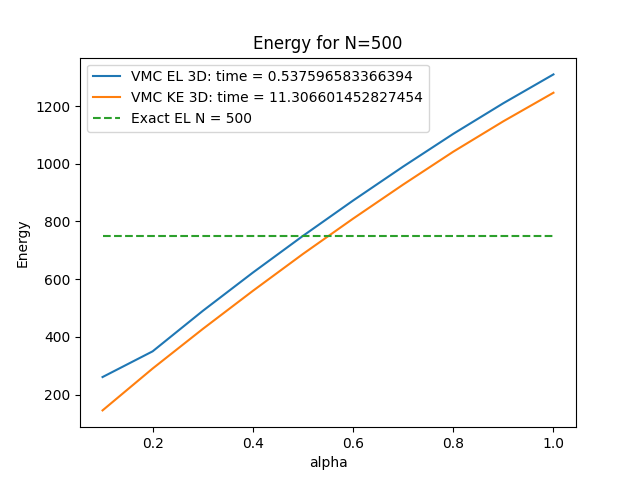 Energy for N=500
VMC EL 3D: time = 0.537596583366394
VMC KE 3D: time = 11.306601452827454
Exact EL N = 500
1200
1000
800
600
400
200
Energy
0.2
0.4
0.6
0.8
1.0
alpha